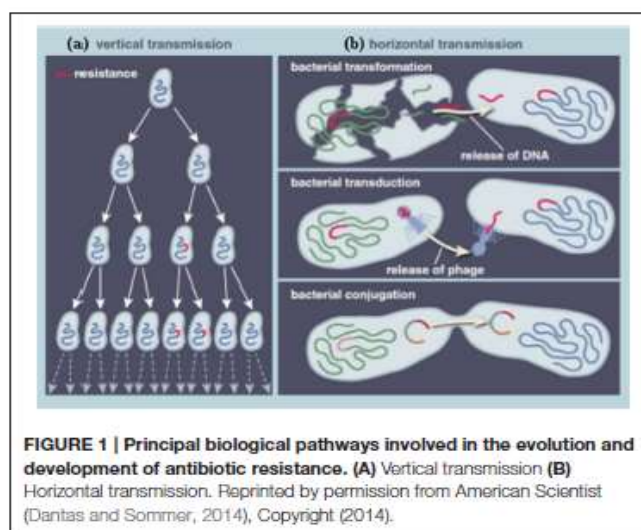 (a) vertical transmission
resistance
(b) horizontal transmission
bacterial transformation
release of DNA
bacterial transduction
release of phage
bacterial conjugation
FIGURE 1 | Principal biological pathways involved in the evolution and
development of antibiotic resistance. (A) Vertical transmission (B)
Horizontal transmission. Reprinted by permission from American Scientist
(Dantas and Sommer, 2014), Copyright (2014).